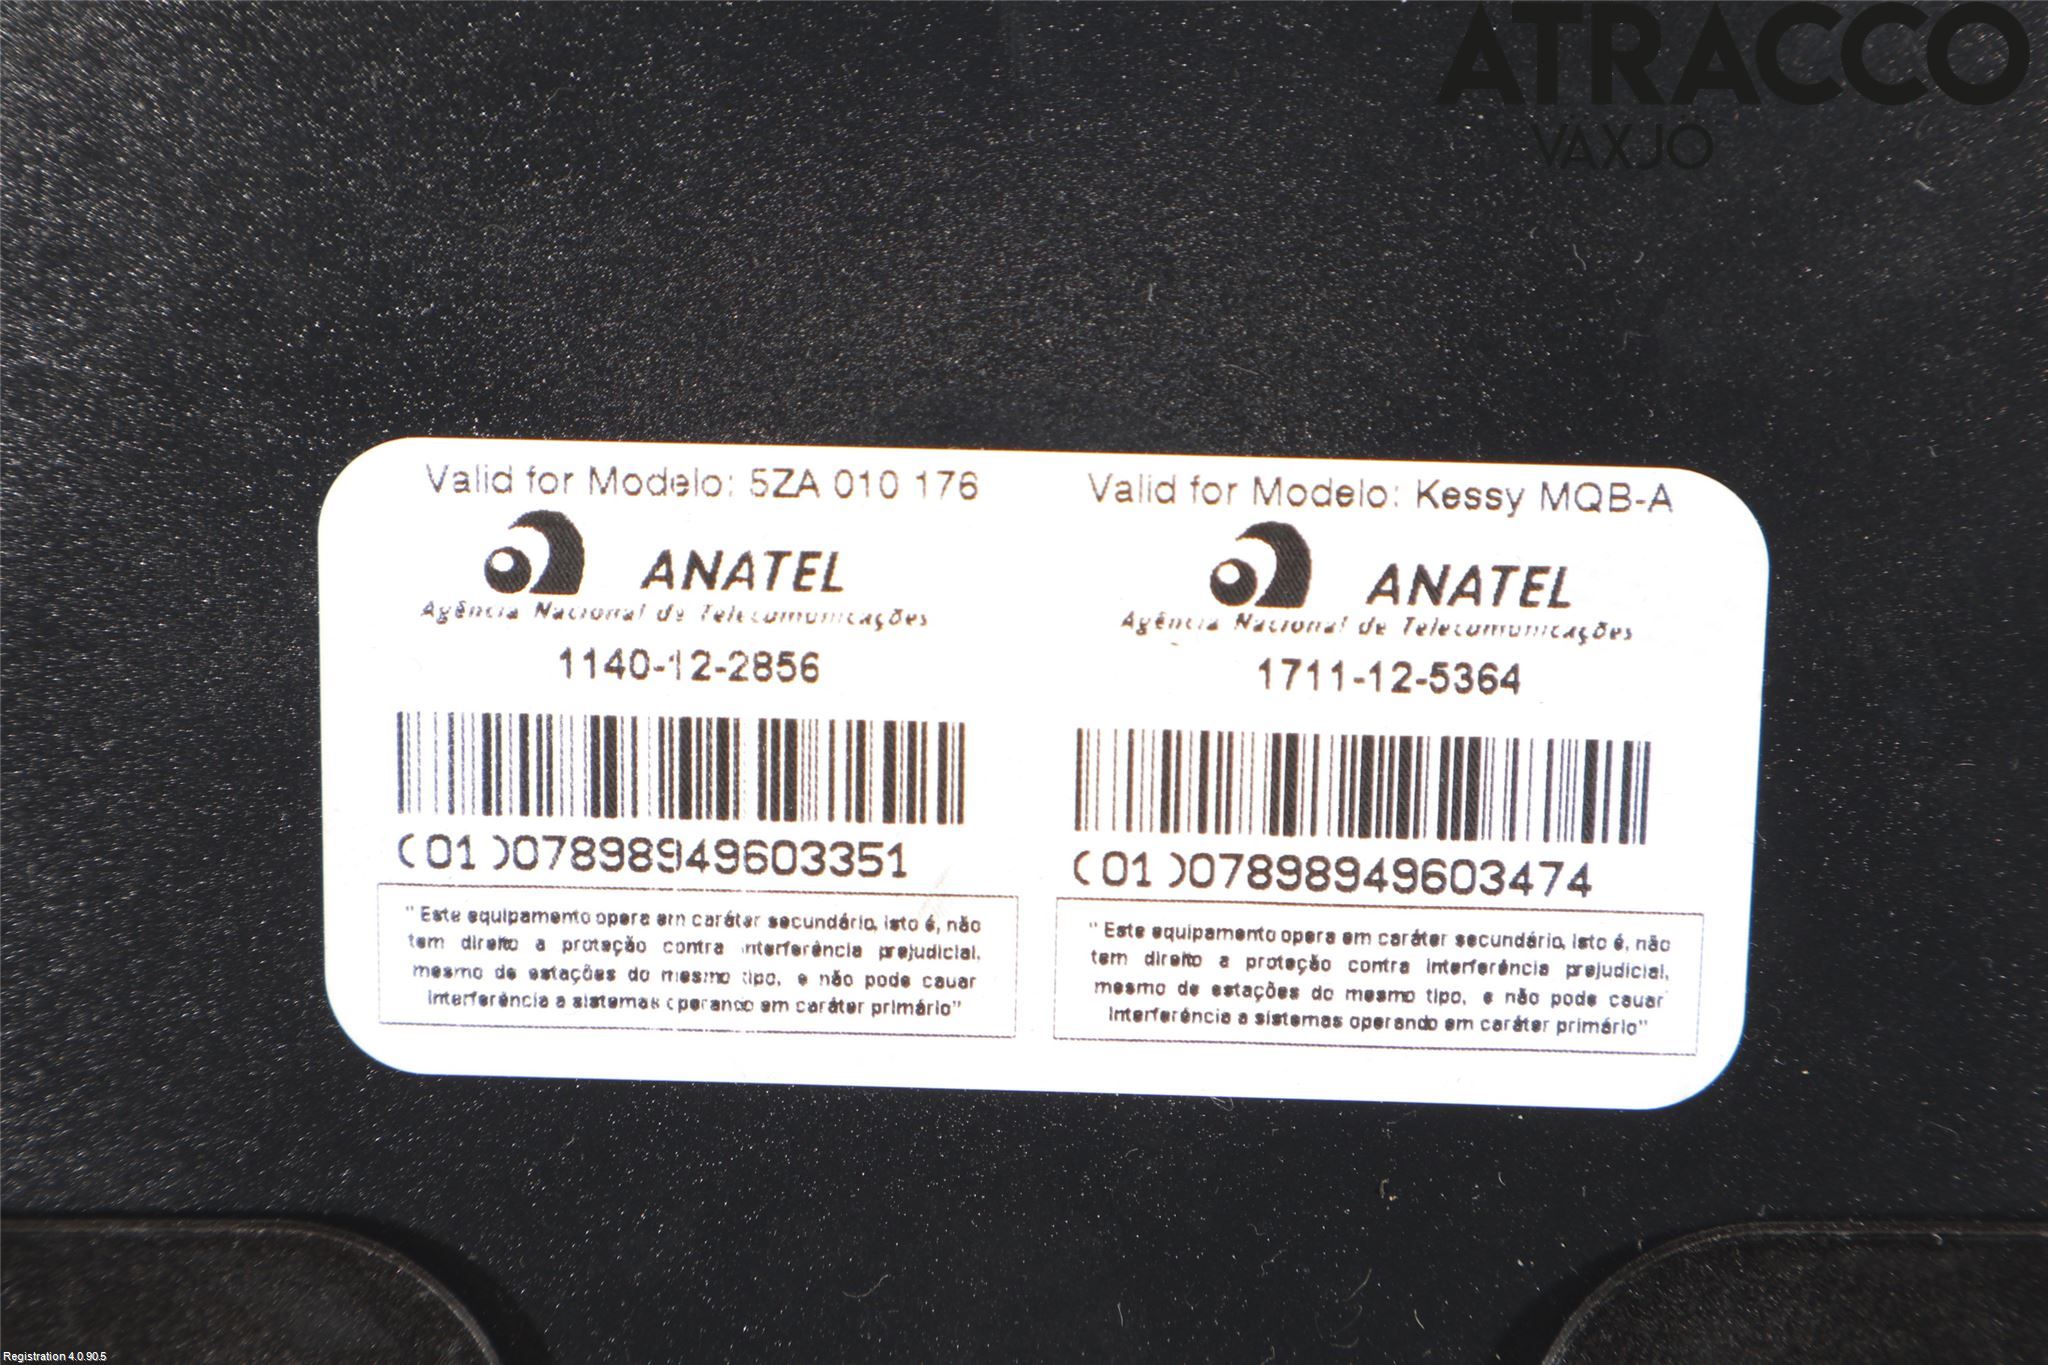 ATRACCO
VÄXJÖ
Valid for Modelo: 5ZA 010 176
ANATEL
Agência Nacional de Telecomunicações
1140-12-2856
(01)07898949603351
" Este equipamento opera em caráter secundário, isto é, não
tem direito a proteção contra interferência prejudicial,
mesmo de estações do mesmo tipo, e não pode cauar
interferência a sistemas operando em caráter primário"
Valid for Modelo: Kessy MQB-A
ANATEL
Agência Nacional de Telecomunicações
1711-12-5364
(01)07898949603474
" Este equipamento opera em caráter secundário, isto é, não
tem direito a proteção contra interferência prejudicial,
mesmo de estações do mesmo tipo, e não pode cauar
interferência a sistemas operando em caráter primário"
Registration 4.0.90.5